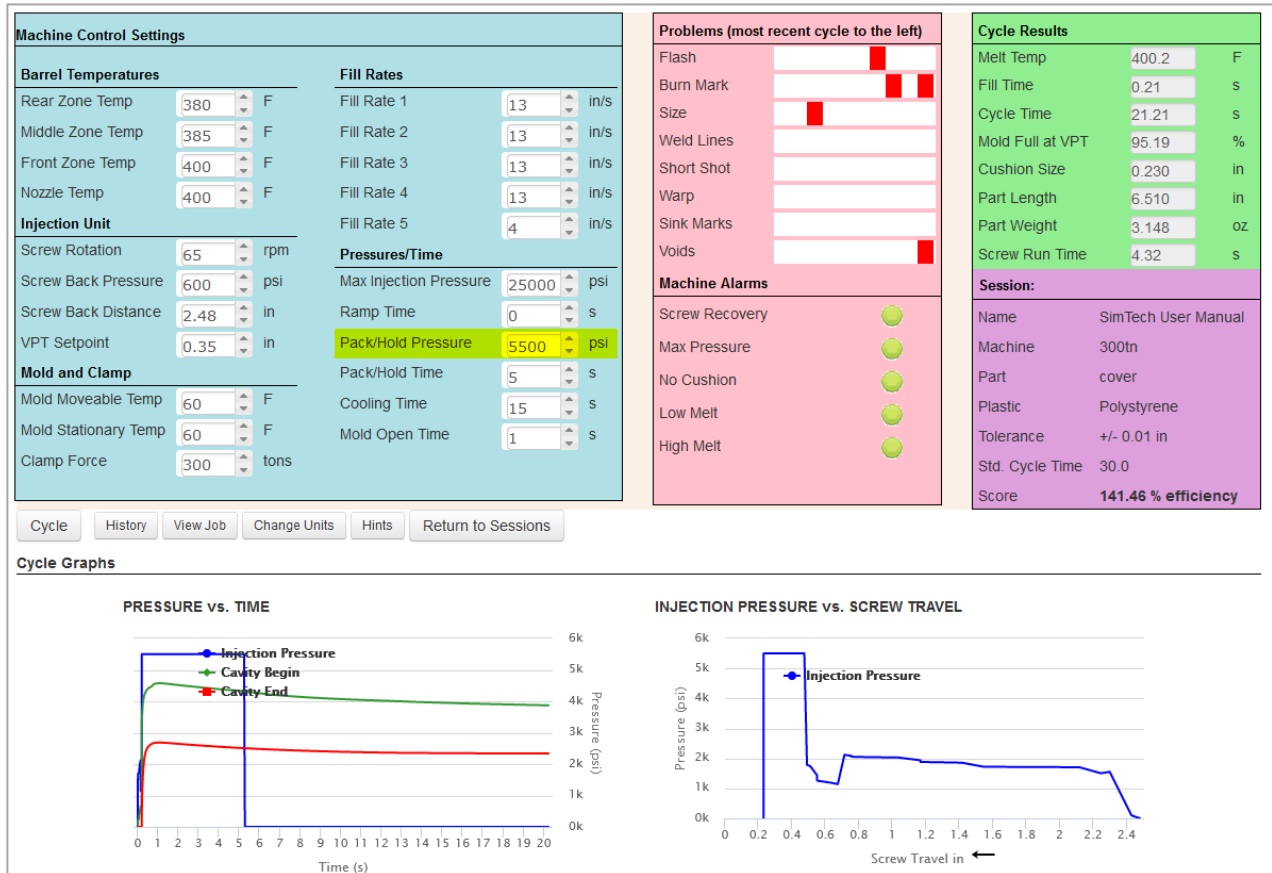 Machine Control Settings
Barrel Temperatures
Rear Zone Temp 380 F
Middle Zone Temp 385 F
Front Zone Temp 400 F
Nozzle Temp 400 F
Injection Unit
Screw Rotation 65 rpm
Screw Back Pressure 600 psi
Screw Back Distance 2.48 in
VPT Setpoint 0.35 in
Mold and Clamp
Mold Moveable Temp 60 F
Mold Stationary Temp 60 F
Clamp Force 300 tons
Fill Rates
Fill Rate 1 13 in/s
Fill Rate 2 13 in/s
Fill Rate 3 13 in/s
Fill Rate 4 13 in/s
Fill Rate 5 4 in/s
Pressures/Time
Max Injection Pressure 25000 psi
Ramp Time 0 s
Pack/Hold Pressure 5500 psi
Pack/Hold Time 5 s
Cooling Time 15 s
Mold Open Time 1 s
Problems (most recent cycle to the left)
Flash
Burn Mark
Size
Weld Lines
Short Shot
Warp
Sink Marks
Voids
Machine Alarms
Screw Recovery
Max Pressure
No Cushion
Low Melt
High Melt
Cycle Results
Melt Temp 400.2 F
Fill Time 0.21 s
Cycle Time 21.21 s
Mold Full at VPT 95.19 %
Cushion Size 0.230 in
Part Length 6.510 in
Part Weight 3.148 oz
Screw Run Time 4.32 s
Session:
Name SimTech User Manual
Machine 300tn
Part cover
Plastic Polystyrene
Tolerance +/- 0.01 in
Std. Cycle Time 30.0
Score 141.46 % efficiency
Cycle History View Job Change Units Hints Return to Sessions
Cycle Graphs
PRESSURE vs. TIME
Injection Pressure
Cavity Begin
Cavity End
6k
5k
4k
3k
2k
1k
0k
Pressure (psi)
0 1 2 3 4 5 6 7 8 9 10 11 12 13 14 15 16 17 18 19 20
Time (s)
INJECTION PRESSURE vs. SCREW TRAVEL
Injection Pressure
6k
5k
4k
3k
2k
1k
0k
Pressure (psi)
0 0.2 0.4 0.6 0.8 1 1.2 1.4 1.6 1.8 2 2.2 2.4
Screw Travel in ←